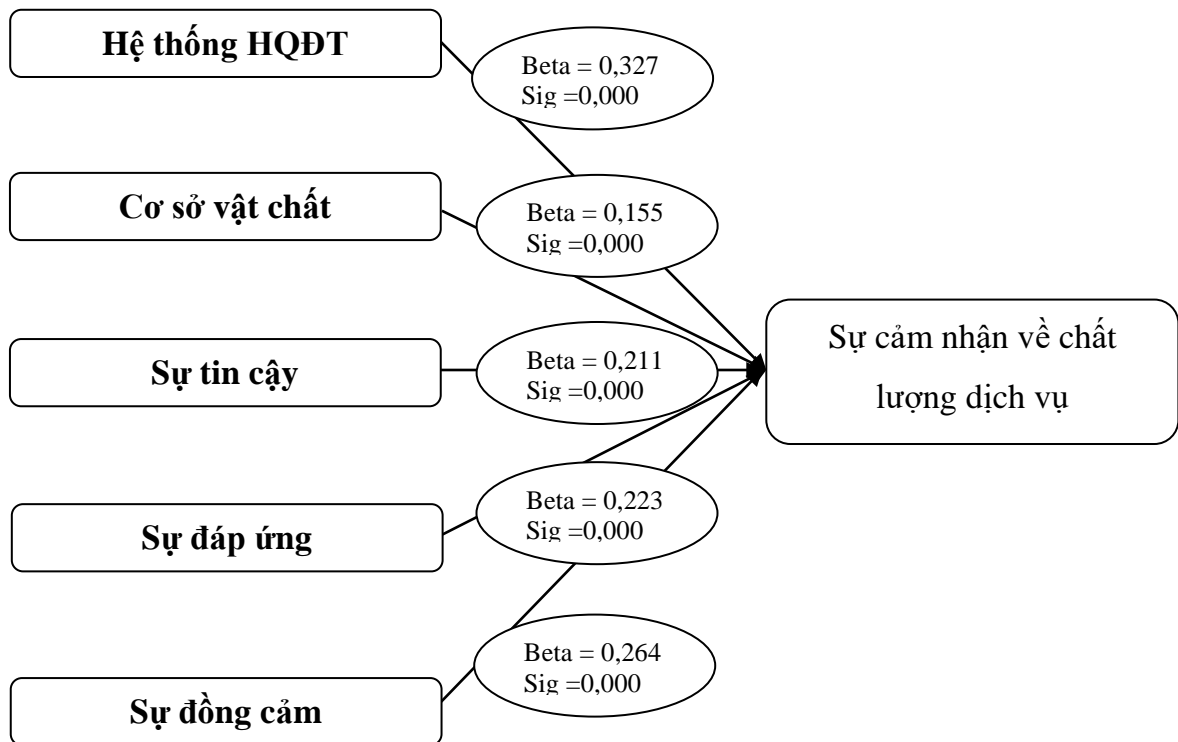 Hệ thống HQĐT
Beta = 0,327
Sig =0,000
Cơ sở vật chất
Beta = 0,155
Sig =0,000
Sự tin cậy
Beta = 0,211
Sig =0,000
Sự cảm nhận về chất
lượng dịch vụ
Sự đáp ứng
Beta = 0,223
Sig =0,000
Sự đồng cảm
Beta = 0,264
Sig =0,000